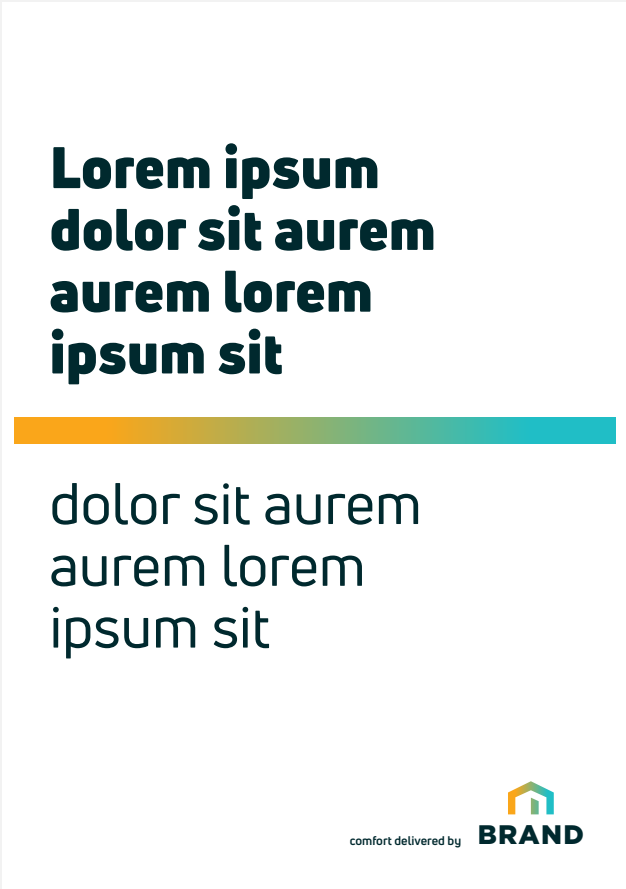 Lorem ipsum
dolor sit aurem
aurem lorem
ipsum sit
dolor sit aurem
aurem lorem
ipsum sit
comfort delivered by BRAND